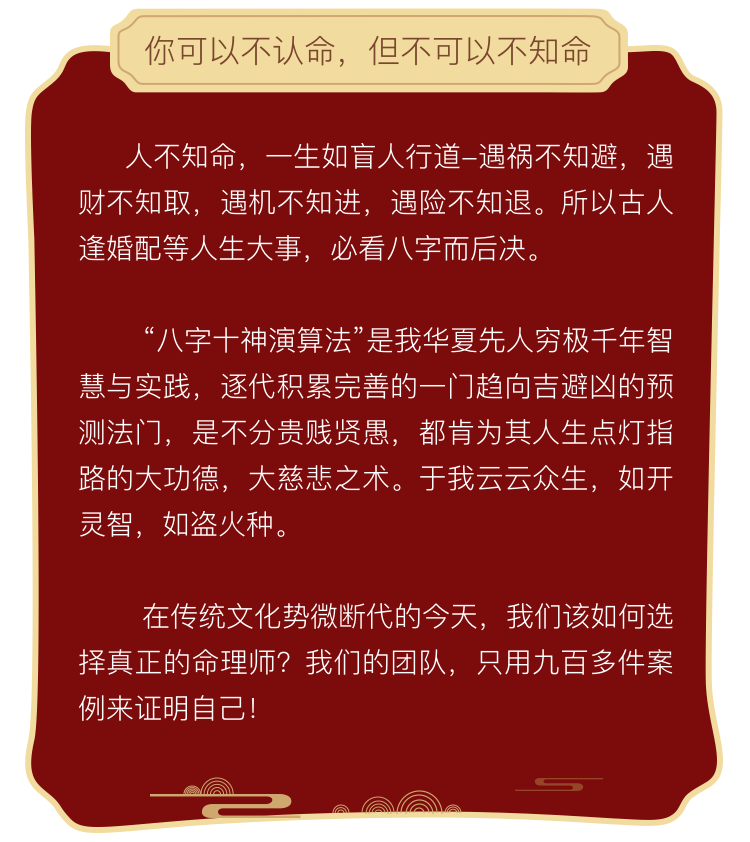 你可以不认命，但不可以不知命
人不知命，一生如盲人行道-遇祸不知避，遇
财不知取，遇机不知进，遇险不知退。所以古人
逢婚配等人生大事，必看八字而后决。
“八字十神演算法”是我华夏先人穷极千年智
慧与实践，逐代积累完善的一门趋向吉避凶的预
测法门，是不分贵贱贤愚，都肯为其人生点灯指
路的大功德，大慈悲之术。于我云云众生，如开
灵智，如盗火种。
在传统文化势微断代的今天，我们该如何选
择真正的命理师？我们的团队，只用九百多件案
例来证明自己！